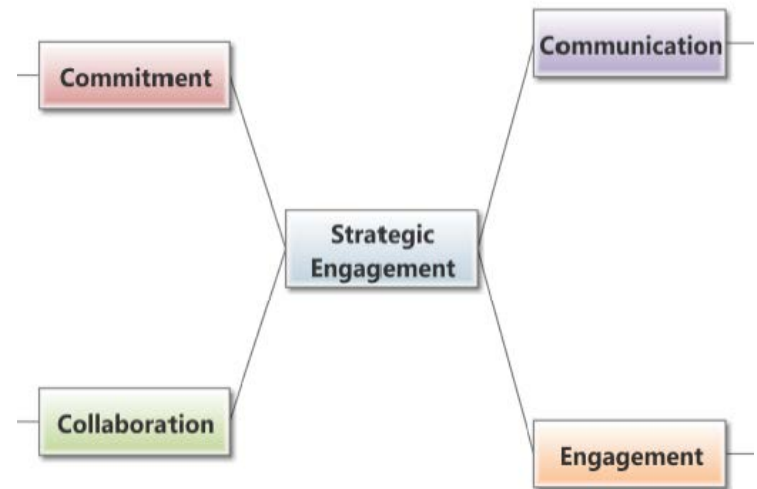 Communication
Commitment
Strategic
Engagement
Collaboration
Engagement